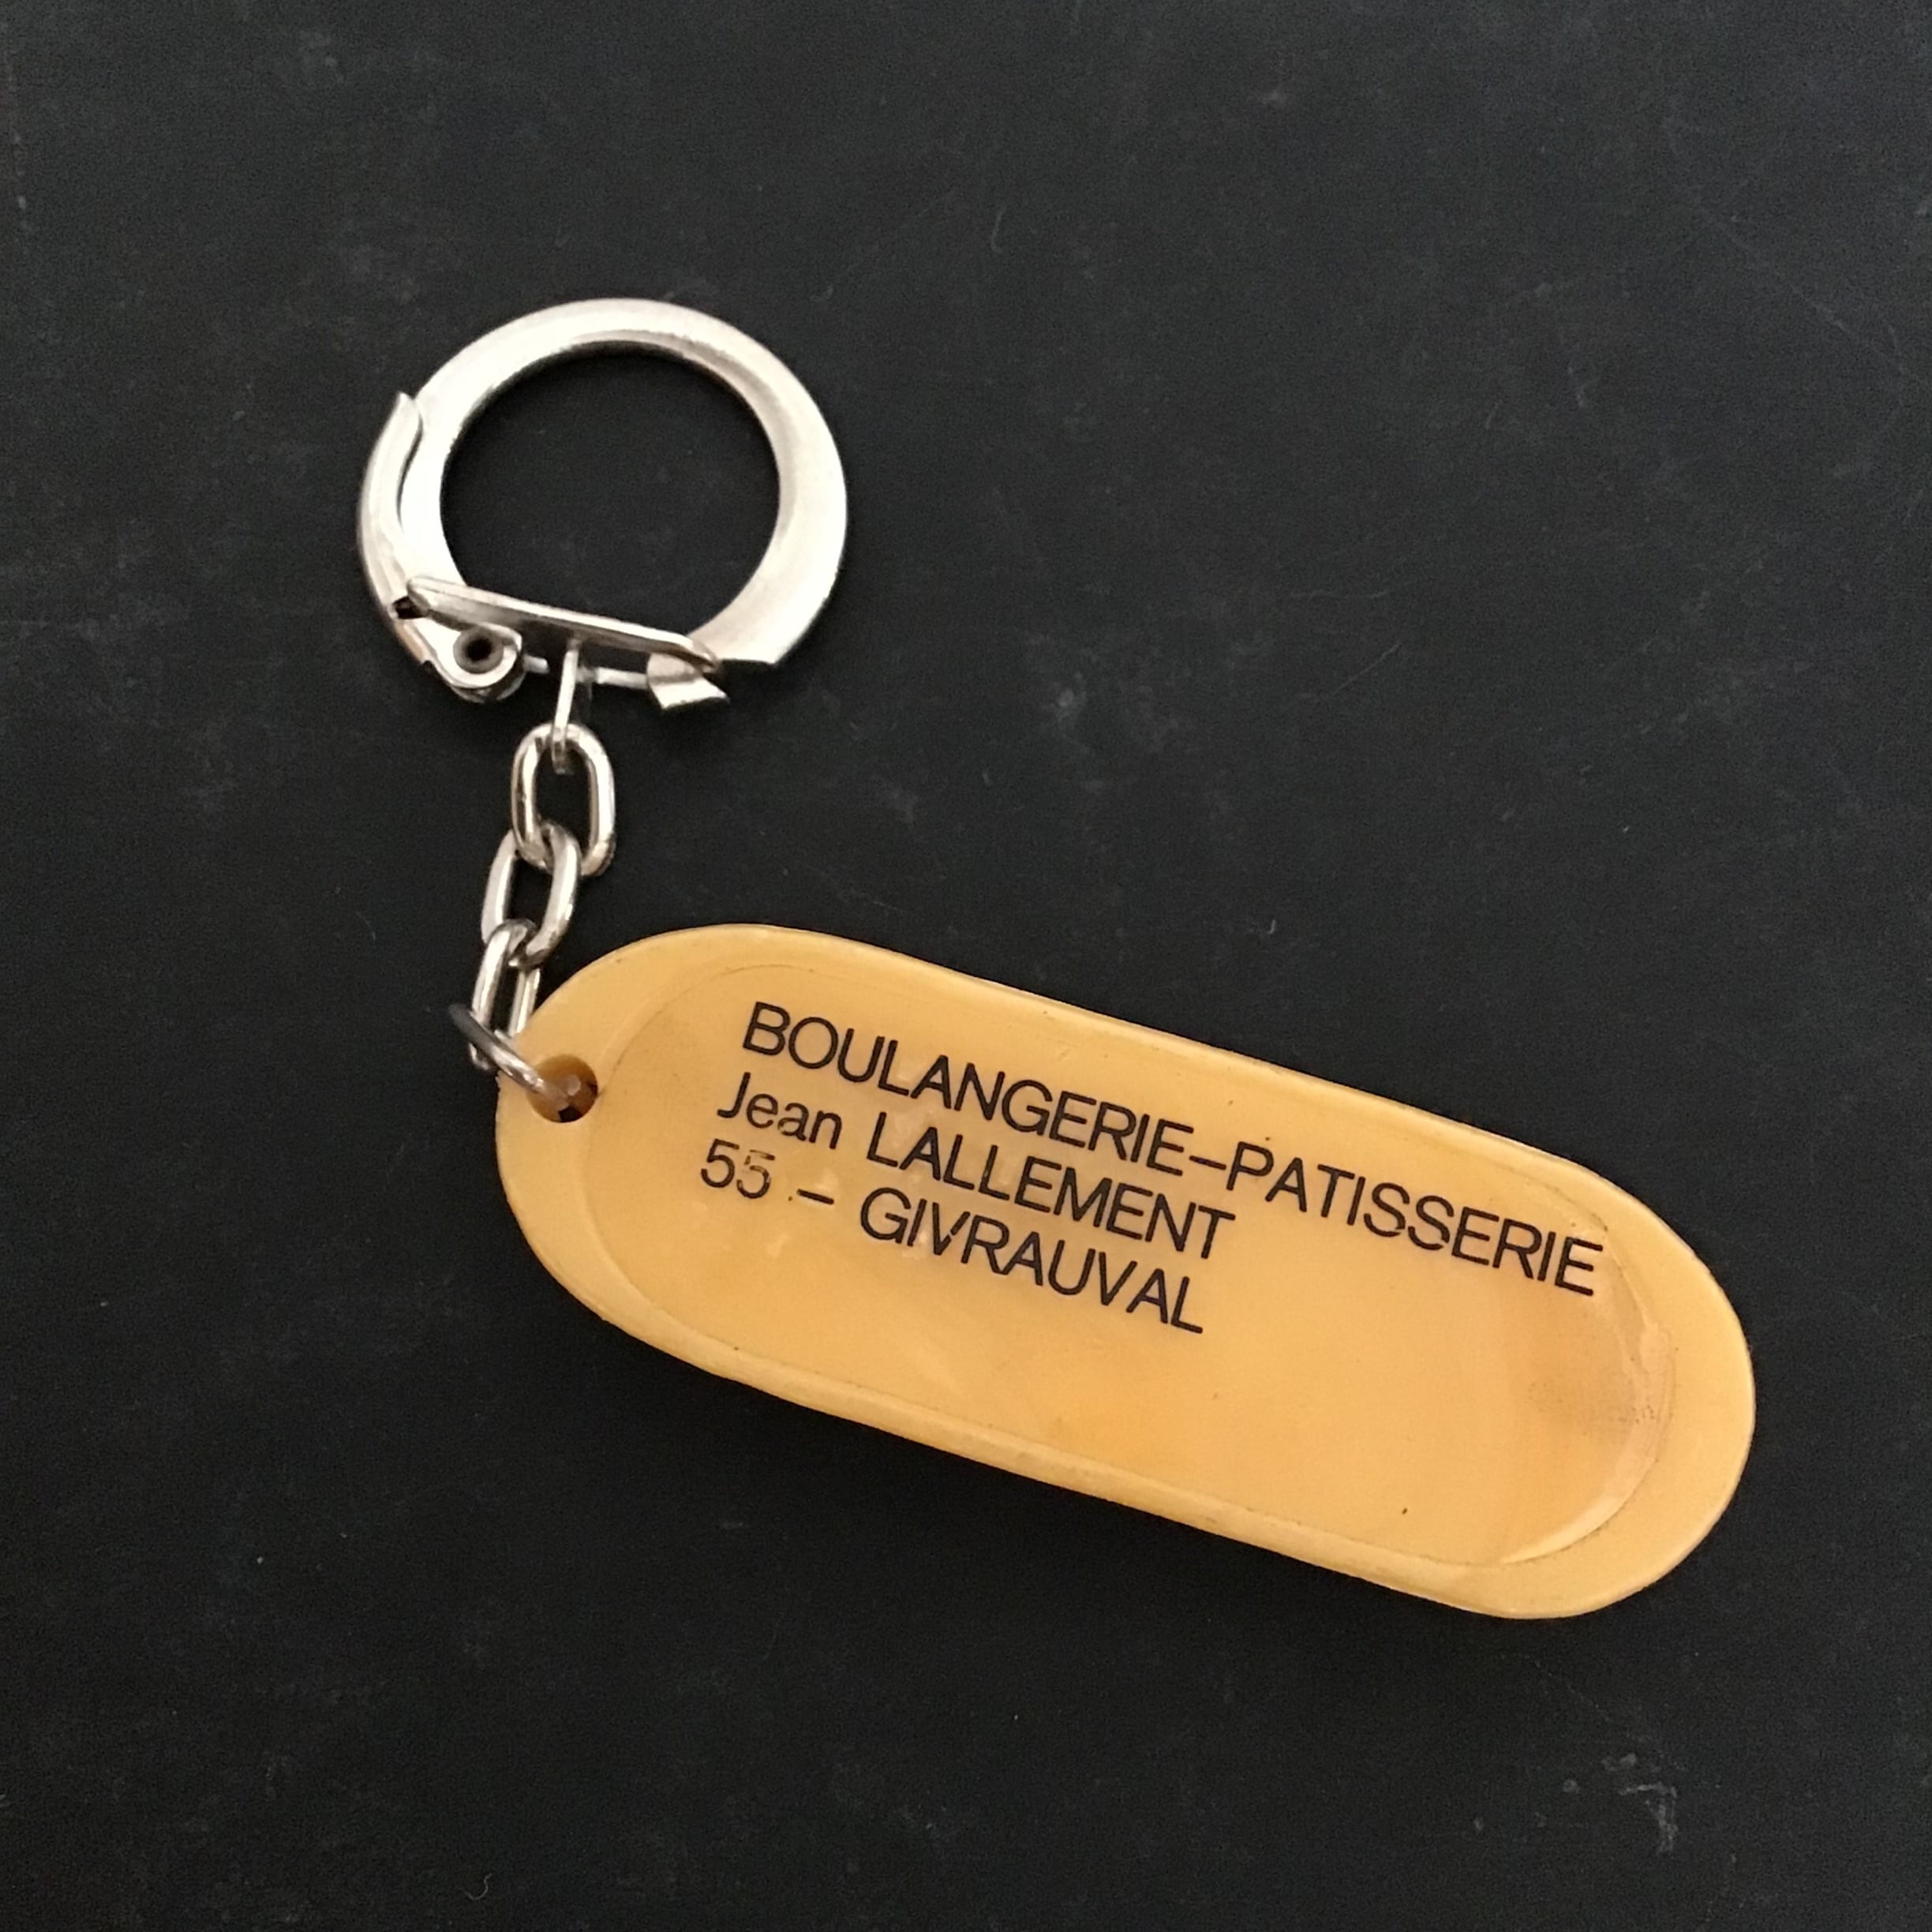 BOULANGERIE-PATISSERIE
Jean LALLEMENT
55 - GIVRAUVAL